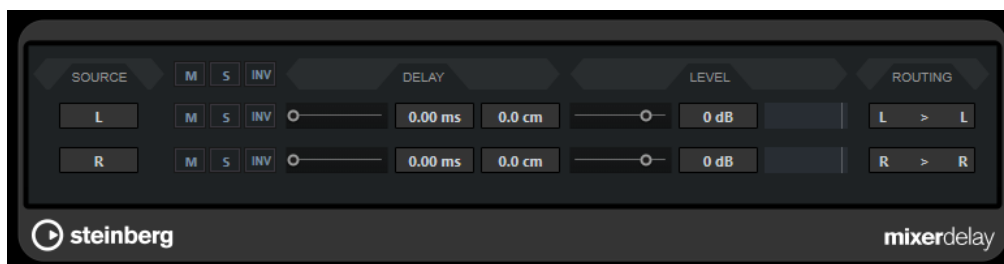 SOURCE M S INV DELAY LEVEL ROUTING
L M S INV 0.00 ms 0.0 cm 0 dB L > L
R M S INV 0.00 ms 0.0 cm 0 dB R > R
steinberg mixerdelay